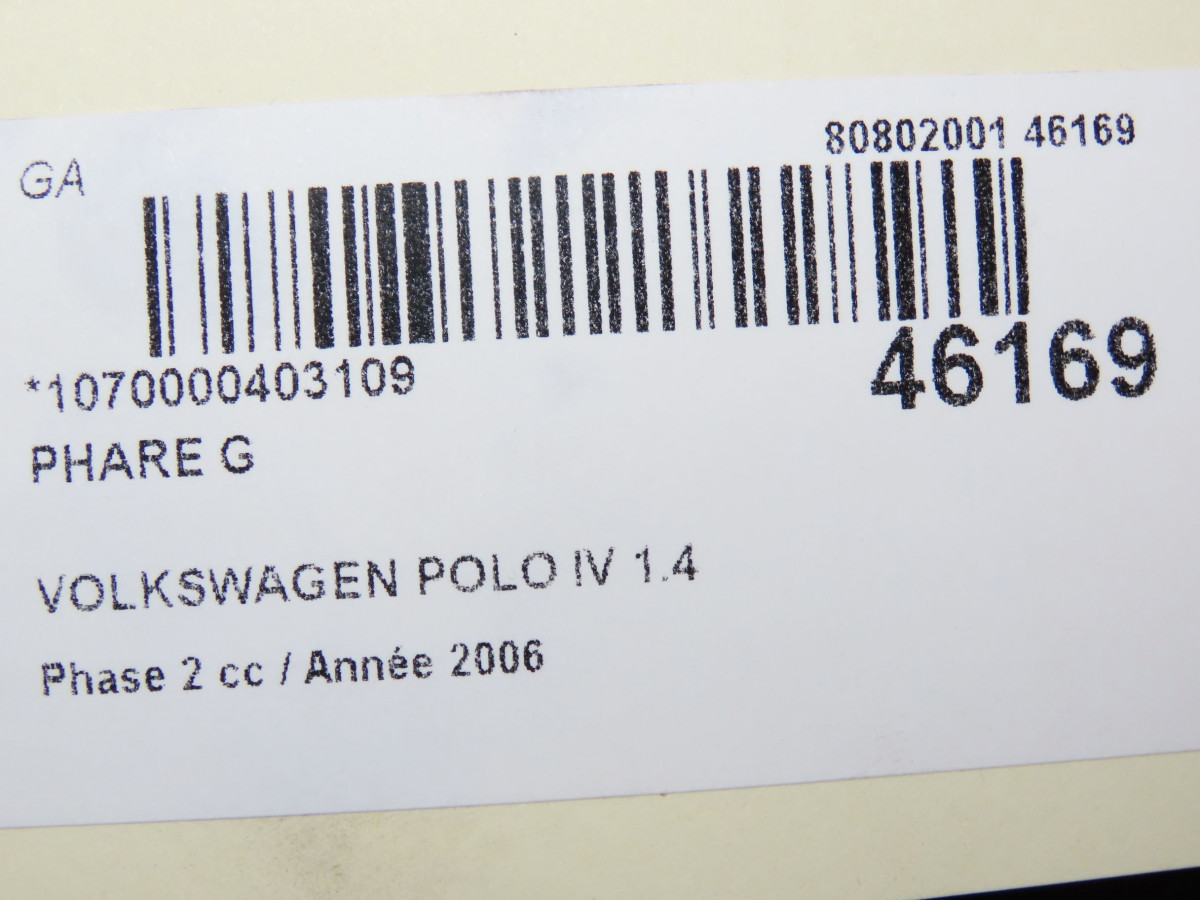 80802001 46169
GA
*1070000403109
46169
PHARE G
VOLKSWAGEN POLO IV 1.4
Phase 2 cc / Année 2006